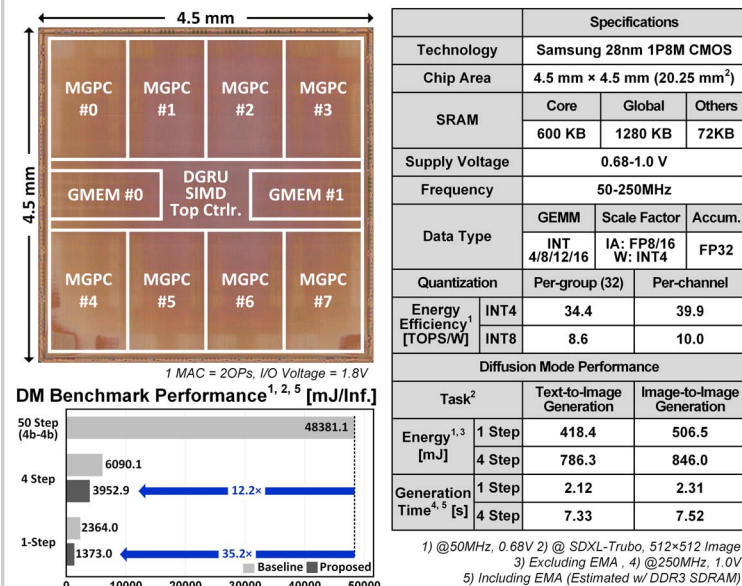 4.5 mm
4.5 mm
MGPC #0
MGPC #1
MGPC #2
MGPC #3
GMEM #0
DGRU
SIMD
Top Ctrlr.
GMEM #1
MGPC #4
MGPC #5
MGPC #6
MGPC #7
1 MAC = 2OPs, I/O Voltage = 1.8V
DM Benchmark Performance1, 2, 5 [mJ/Inf.]
50 Step (4b-4b)
48381.1
4 Step
6090.1
3952.9
12.2×
1-Step
2364.0
1373.0
35.2×
Baseline Proposed
0 10000 20000 30000 40000 50000
Specifications
Technology Samsung 28nm 1P8M CMOS
Chip Area 4.5 mm × 4.5 mm (20.25 mm2)
SRAM
Core Global Others
600 KB 1280 KB 72KB
Supply Voltage 0.68-1.0 V
Frequency 50-250MHz
Data Type
GEMM Scale Factor Accum.
INT 4/8/12/16
IA: FP8/16
W: INT4
FP32
Quantization Per-group (32) Per-channel
Energy Efficiency1 [TOPS/W]
INT4 34.4 39.9
INT8 8.6 10.0
Diffusion Mode Performance
Task2
Text-to-Image Generation
Image-to-Image Generation
Energy1,3 [mJ]
1 Step 418.4 506.5
4 Step 786.3 846.0
Generation Time4, 5 [s]
1 Step 2.12 2.31
4 Step 7.33 7.52
1) @50MHz, 0.68V 2) @ SDXL-Trubo, 512×512 Image
3) Excluding EMA , 4) @250MHz, 1.0V
5) Including EMA (Estimated w/ DDR3 SDRAM)